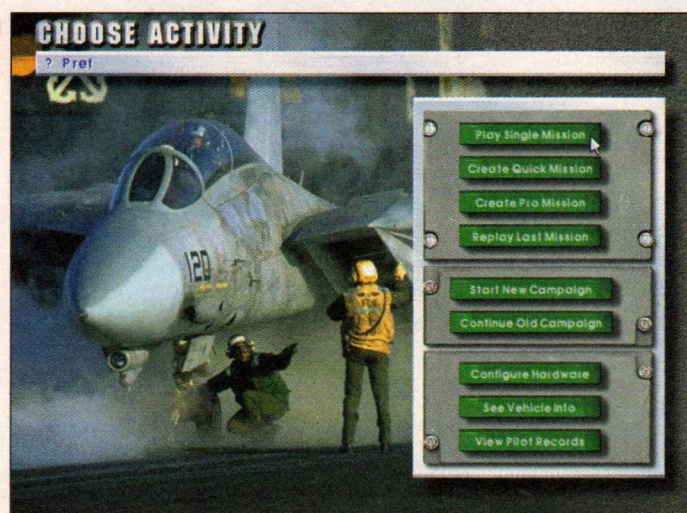 CHOOSE ACTIVITY
? Pref
120
Play Single Mission
Create Quick Mission
Create Pro Mission
Replay Last Mission
Start New Campaign
Continue Old Campaign
Configure Hardware
See Vehicle Info
View Pilot Records